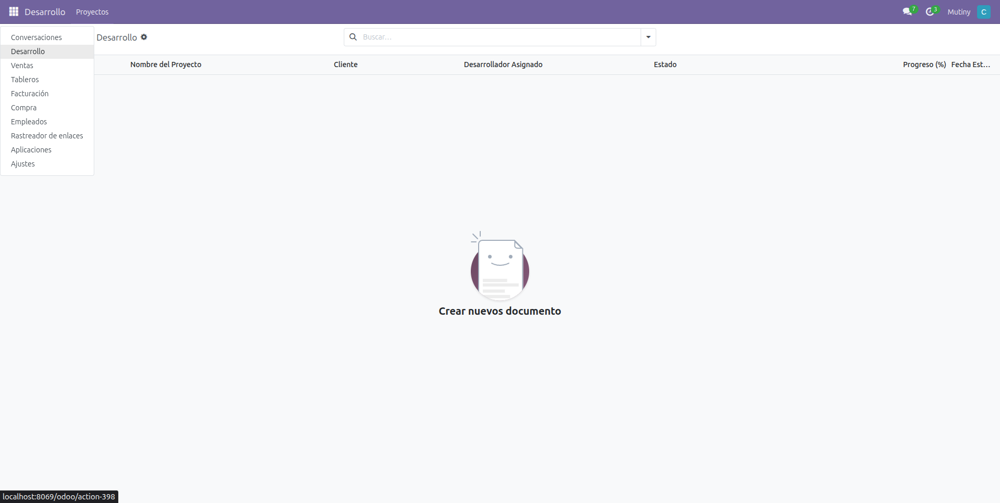 Desarrollo Proyectos 7 3 Mutiny C
Conversaciones
Desarrollo
Ventas
Tableros
Facturación
Compra
Empleados
Rastreador de enlaces
Aplicaciones
Ajustes
Desarrollo Buscar...
Nombre del Proyecto Cliente Desarrollador Asignado Estado Progreso (%) Fecha Est...
Crear nuevos documento
localhost:8069/odoo/action-398